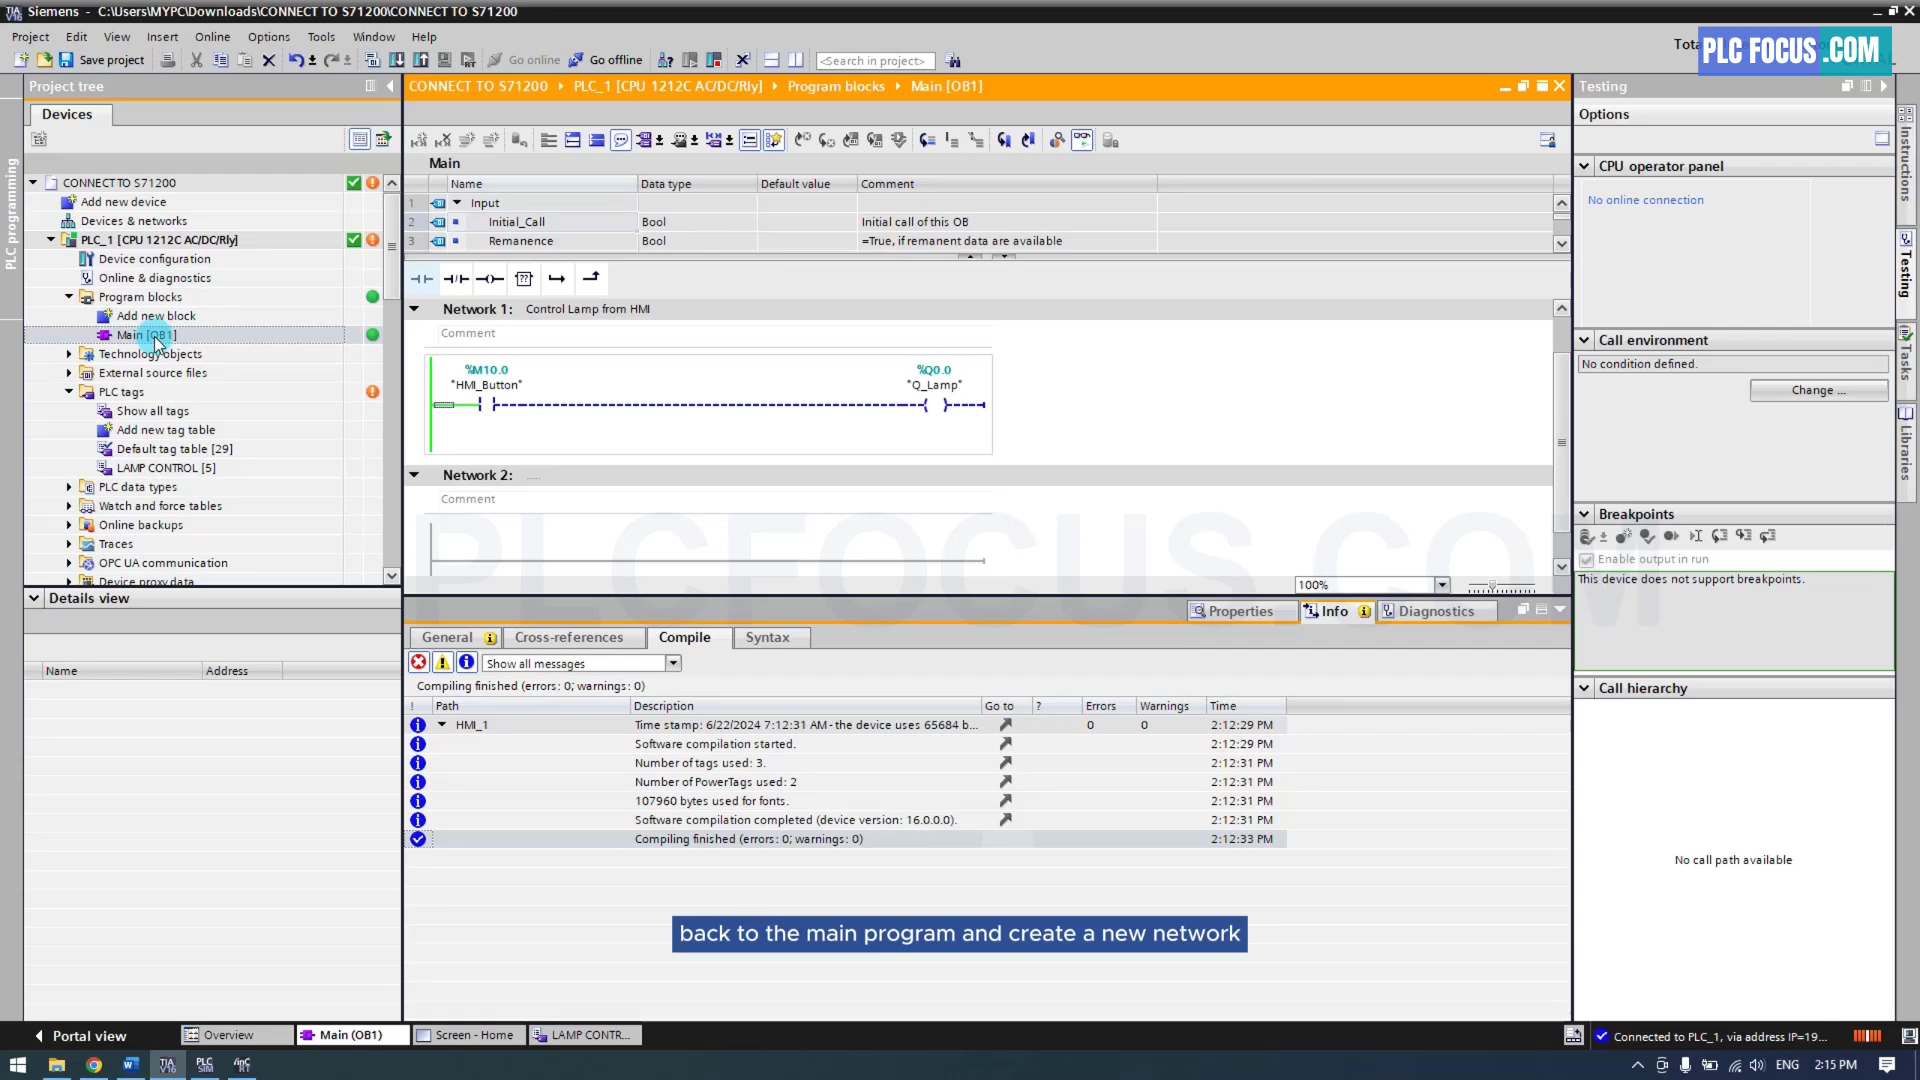 Siemens - C:\Users\MYPC\Downloads\CONNECT TO S71200\CONNECT TO S71200
Project Edit View Insert Online Options Tools Window Help
PLC FOCUS .COM
Save project
Go online
Go offline
<Search in project>
Project tree
CONNECT TO S71200 PLC_1 [CPU 1212C AC/DC/Rly] Program blocks Main [OB1]
Testing
Devices
Options
Main
CPU operator panel
No online connection
PLC programming
Name Data type Default value Comment
1 Input
2 Initial_Call Bool Initial call of this OB
3 Remanence Bool =True, if remanent data are available
CONNECT TO S71200
Add new device
Devices & networks
PLC_1 [CPU 1212C AC/DC/Rly]
Device configuration
Online & diagnostics
Program blocks
Add new block
Main [OB1]
Technology objects
External source files
PLC tags
Show all tags
Add new tag table
Default tag table [29]
LAMP CONTROL [5]
PLC data types
Watch and force tables
Online backups
Traces
OPC UA communication
Device proxy data
Network 1: Control Lamp from HMI
Comment
%M10.0
"HMI_Button"
%Q0.0
"Q_Lamp"
Network 2: .....
Comment
PLCFOCUS.COM
100%
Call environment
No condition defined.
Change ...
Breakpoints
Enable output in run
This device does not support breakpoints.
Call hierarchy
No call path available
Instructions
Testing
Tasks
Libraries
Details view
Name Address
Properties Info Diagnostics
General Cross-references Compile Syntax
Show all messages
Compiling finished (errors: 0; warnings: 0)
! Path Description Go to ? Errors Warnings Time
HMI_1 Time stamp: 6/22/2024 7:12:31 AM - the device uses 65684 b... 0 0 2:12:29 PM
Software compilation started. 2:12:29 PM
Number of tags used: 3. 2:12:31 PM
Number of PowerTags used: 2 2:12:31 PM
107960 bytes used for fonts. 2:12:31 PM
Software compilation completed (device version: 16.0.0.0). 2:12:31 PM
Compiling finished (errors: 0; warnings: 0) 2:12:33 PM
back to the main program and create a new network
Portal view Overview Main (OB1) Screen - Home LAMP CONTR...
Connected to PLC_1, via address IP=19...
ENG 2:15 PM